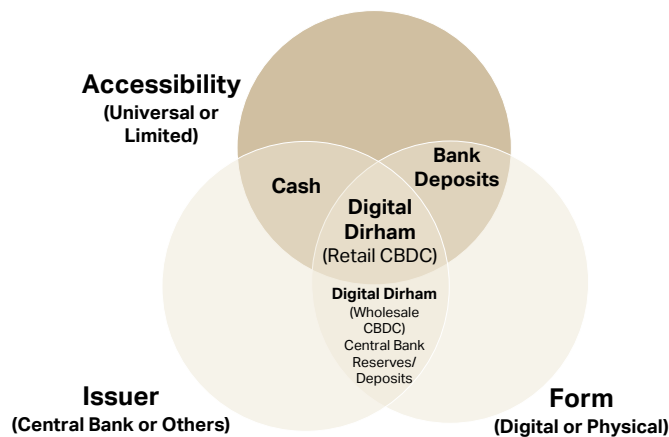 Accessibility
(Universal or
Limited)
Bank
Deposits
Cash
Digital
Dirham
(Retail CBDC)
Digital Dirham
(Wholesale
CBDC)
Central Bank
Reserves/
Deposits
Issuer
(Central Bank or Others)
Form
(Digital or Physical)